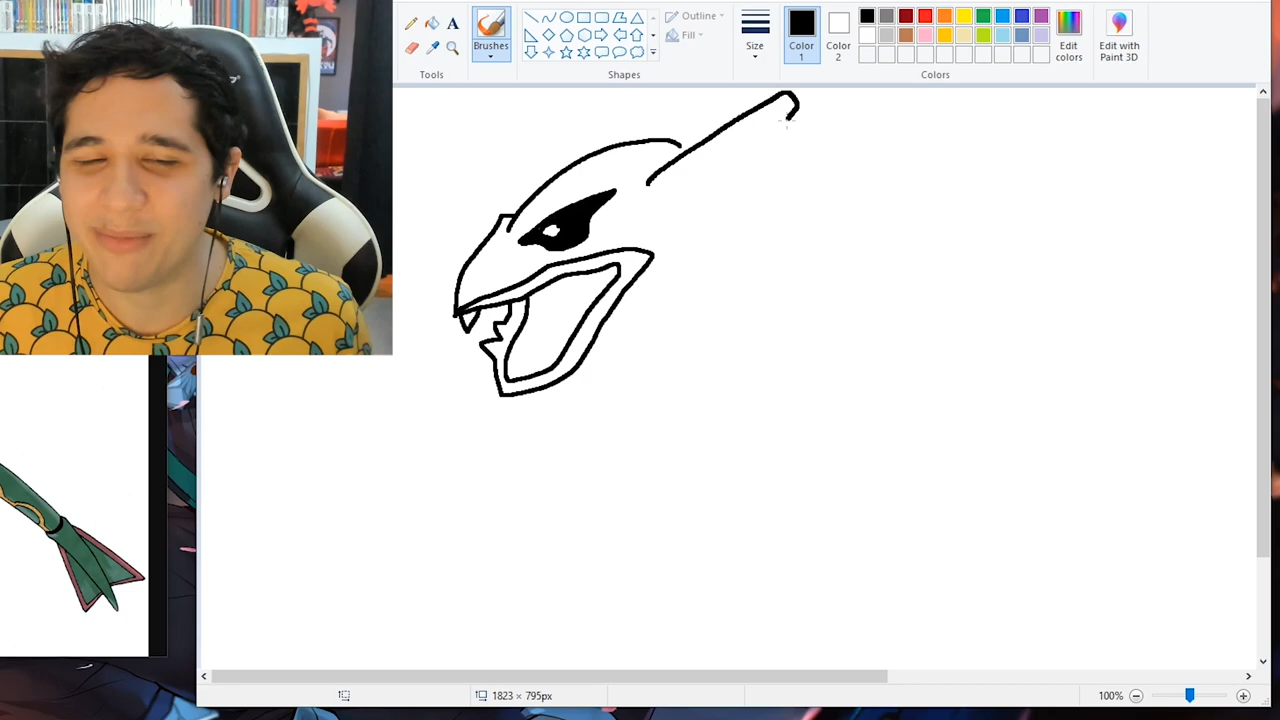 Brushes
Size
Outline
Fill
Color
1
Color
2
Edit
colors
Edit with
Paint 3D
Tools
Shapes
Colors
1823 × 795px
100%